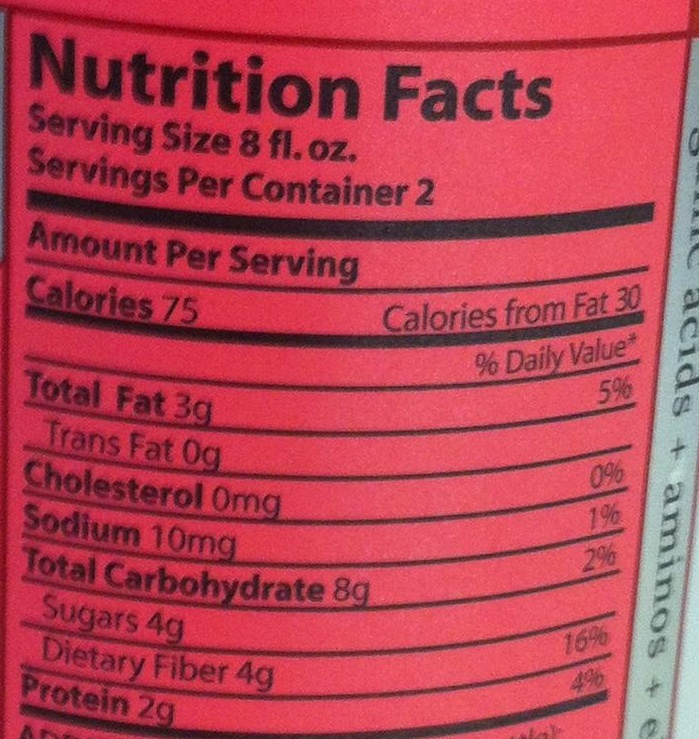 Nutrition Facts
Serving Size 8 fl. oz.
Servings Per Container 2
Amount Per Serving
Calories 75 Calories from Fat 30
% Daily Value*
Total Fat 3g 5%
Trans Fat 0g
Cholesterol 0mg 0%
Sodium 10mg 1%
Total Carbohydrate 8g 2%
Sugars 4g
Dietary Fiber 4g 16%
Protein 2g 4%
acids + aminos +